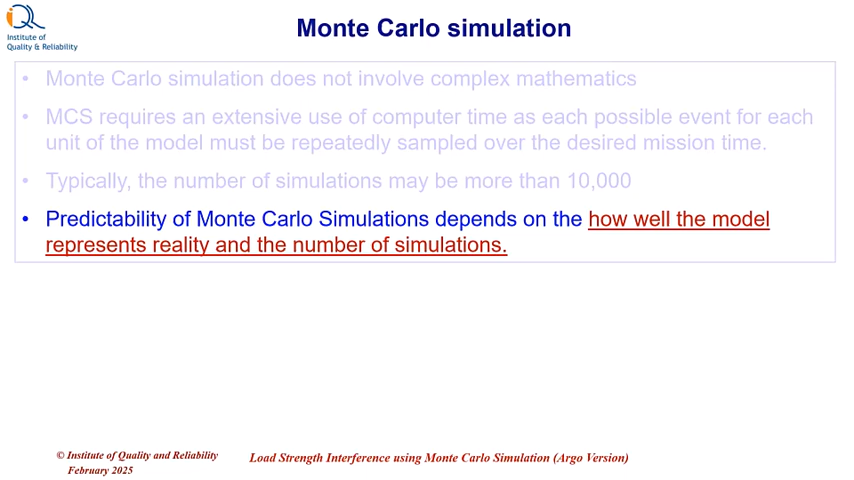 Institute of
Quality & Reliability
Monte Carlo simulation
• Monte Carlo simulation does not involve complex mathematics
• MCS requires an extensive use of computer time as each possible event for each
unit of the model must be repeatedly sampled over the desired mission time.
• Typically, the number of simulations may be more than 10,000
• Predictability of Monte Carlo Simulations depends on the how well the model
represents reality and the number of simulations.
© Institute of Quality and Reliability
February 2025
Load Strength Interference using Monte Carlo Simulation (Argo Version)